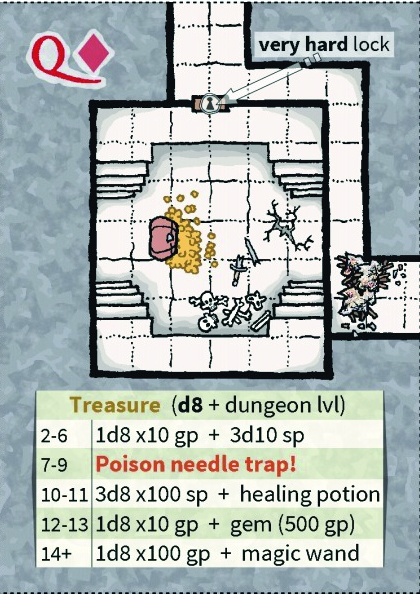 Q
very hard lock
Treasure (d8 + dungeon lvl)
2-6 1d8 x10 gp + 3d10 sp
7-9 Poison needle trap!
10-11 3d8 x100 sp + healing potion
12-13 1d8 x10 gp + gem (500 gp)
14+ 1d8 x100 gp + magic wand